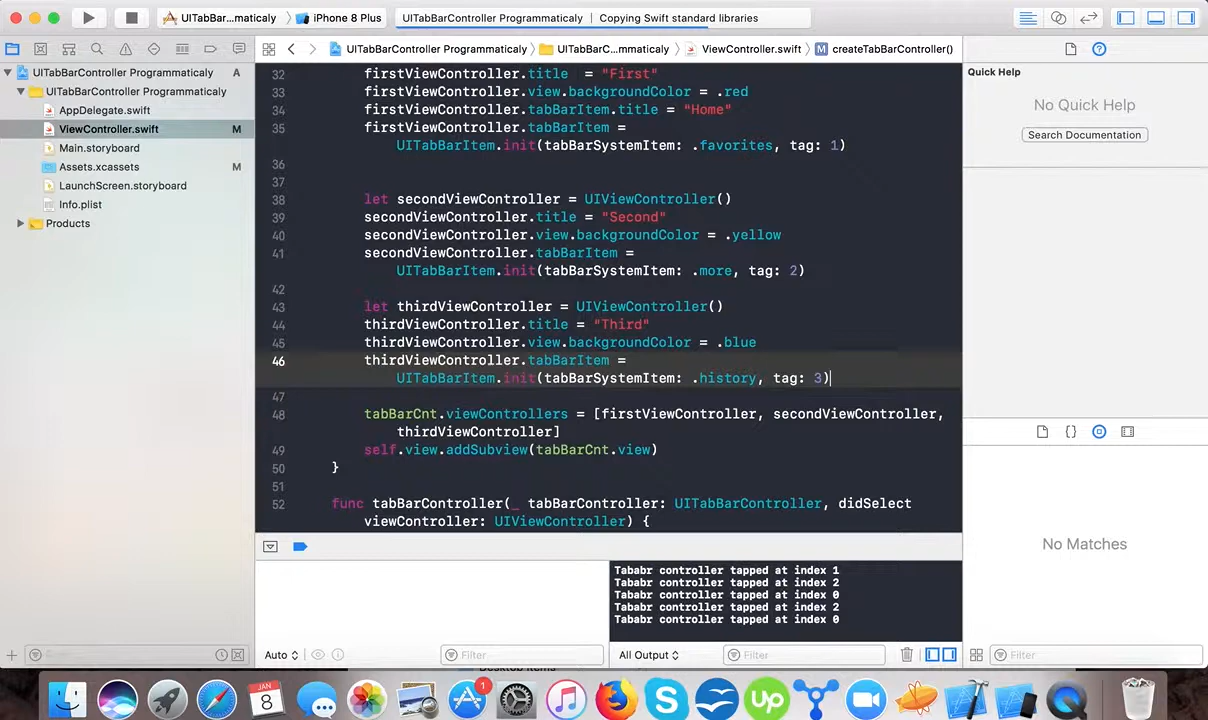 UITabBar...maticaly
iPhone 8 Plus
UITabBarController Programmaticaly | Copying Swift standard libraries
UITabBarController Programmaticaly
UITabBarC...mmaticaly
ViewController.swift
M createTabBarController()
UITabBarController Programmaticaly A
UITabBarController Programmaticaly
AppDelegate.swift
ViewController.swift M
Main.storyboard
Assets.xcassets M
LaunchScreen.storyboard
Info.plist
Products
32 firstViewController.title = "First"
33 firstViewController.view.backgroundColor = .red
34 firstViewController.tabBarItem.title = "Home"
35 firstViewController.tabBarItem =
UITabBarItem.init(tabBarSystemItem: .favorites, tag: 1)
36
37
38 let secondViewController = UIViewController()
39 secondViewController.title = "Second"
40 secondViewController.view.backgroundColor = .yellow
41 secondViewController.tabBarItem =
UITabBarItem.init(tabBarSystemItem: .more, tag: 2)
42
43 let thirdViewController = UIViewController()
44 thirdViewController.title = "Third"
45 thirdViewController.view.backgroundColor = .blue
46 thirdViewController.tabBarItem =
UITabBarItem.init(tabBarSystemItem: .history, tag: 3)
47
48 tabBarCnt.viewControllers = [firstViewController, secondViewController,
thirdViewController]
49 self.view.addSubview(tabBarCnt.view)
50 }
51
52 func tabBarController(_ tabBarController: UITabBarController, didSelect
viewController: UIViewController) {
Quick Help
No Quick Help
Search Documentation
No Matches
Tababr controller tapped at index 1
Tababr controller tapped at index 2
Tababr controller tapped at index 0
Tababr controller tapped at index 2
Tababr controller tapped at index 0
Auto
Filter
All Output
Filter
Filter
Desktop Items
JAN
8
1
Up